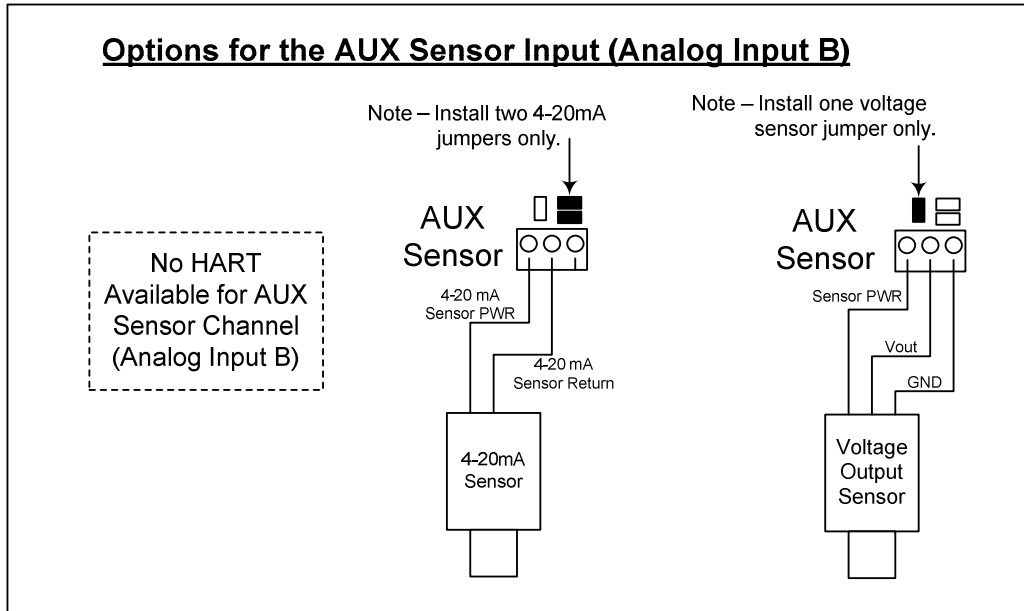 Options for the AUX Sensor Input (Analog Input B)
Note – Install two 4-20mA
jumpers only.
Note – Install one voltage
sensor jumper only.
No HART
Available for AUX
Sensor Channel
(Analog Input B)
AUX
Sensor
4-20 mA
Sensor PWR
4-20 mA
Sensor Return
4-20mA
Sensor
AUX
Sensor
Sensor PWR
Vout
GND
Voltage
Output
Sensor